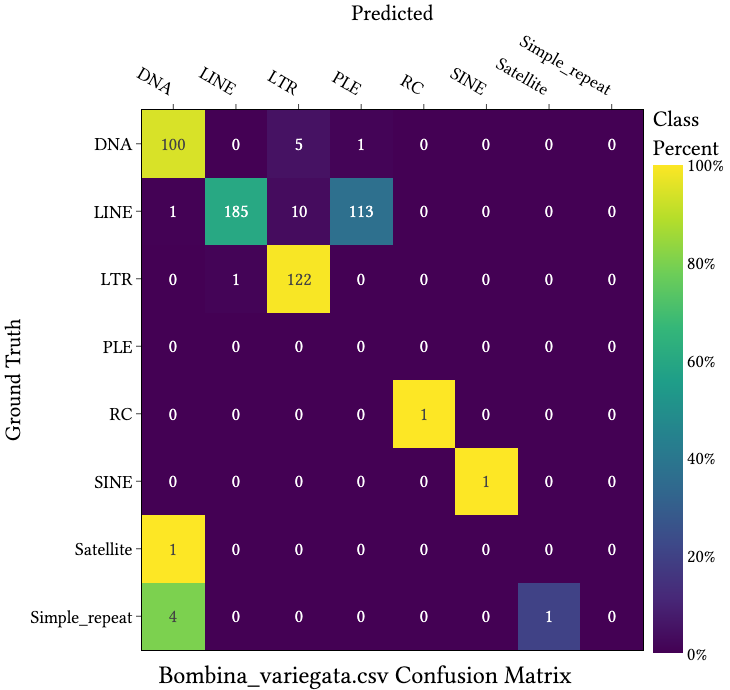 Predicted
DNA LINE LTR PLE RC SINE Satellite Simple_repeat
Class
Percent
DNA 100 0 5 1 0 0 0 0
LINE 1 185 10 113 0 0 0 0
LTR 0 1 122 0 0 0 0 0
PLE 0 0 0 0 0 0 0 0
RC 0 0 0 0 1 0 0 0
SINE 0 0 0 0 0 1 0 0
Satellite 1 0 0 0 0 0 0 0
Simple_repeat 4 0 0 0 0 0 1 0
Ground Truth
100%
80%
60%
40%
20%
0%
Bombina_variegata.csv Confusion Matrix